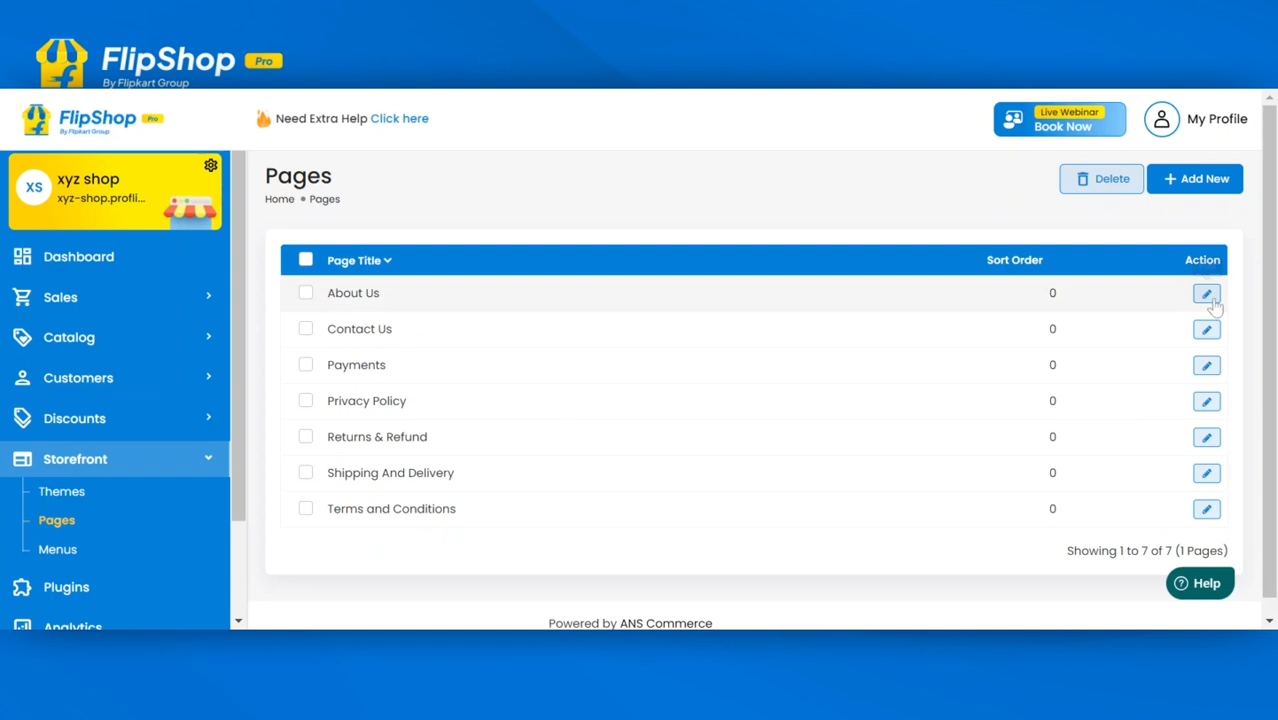 FlipShop Pro
By Flipkart Group
FlipShop Pro
By Flipkart Group
Need Extra Help Click here
Live Webinar
Book Now
My Profile
XS
xyz shop
xyz-shop.profli...
Dashboard
Sales
Catalog
Customers
Discounts
Storefront
Themes
Pages
Menus
Plugins
Analytics
Pages
Home • Pages
Delete
+ Add New
Page Title Sort Order Action
About Us 0
Contact Us 0
Payments 0
Privacy Policy 0
Returns & Refund 0
Shipping And Delivery 0
Terms and Conditions 0
Showing 1 to 7 of 7 (1 Pages)
? Help
Powered by ANS Commerce